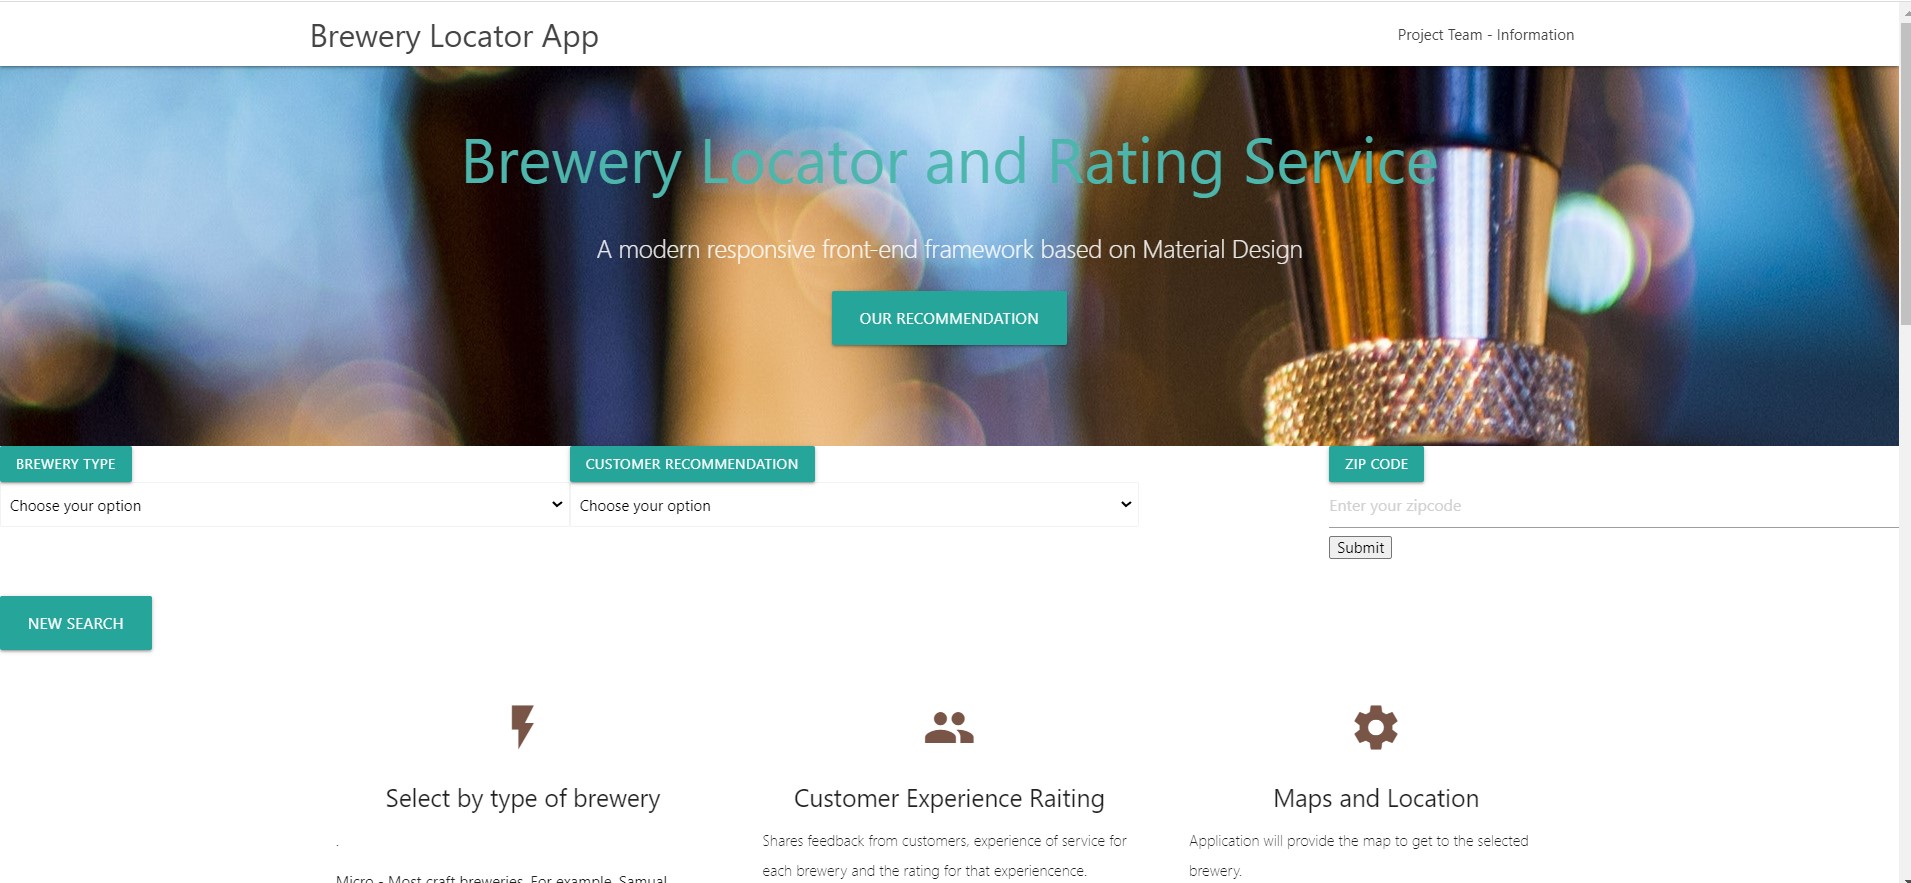 Brewery Locator App
Project Team - Information
Brewery Locator and Rating Service
A modern responsive front-end framework based on Material Design
OUR RECOMMENDATION
BREWERY TYPE
CUSTOMER RECOMMENDATION
ZIP CODE
Choose your option
Choose your option
Enter your zipcode
Submit
NEW SEARCH
Select by type of brewery
.
Micro - Most craft breweries. For example, Samual
Customer Experience Raiting
Shares feedback from customers, experience of service for
each brewery and the rating for that experiencence.
Maps and Location
Application will provide the map to get to the selected
brewery.